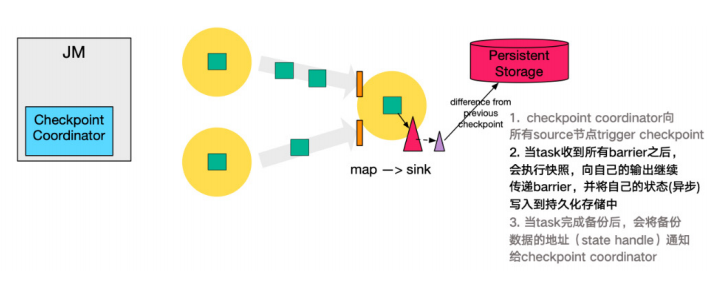 JM
Checkpoint
Coordinator
Persistent
Storage
difference from
previous
checkpoint
map —> sink
1. checkpoint coordinator向
所有source节点trigger checkpoint
2. 当task收到所有barrier之后，
会执行快照，向自己的输出继续
传递barrier，并将自己的状态(异步)
写入到持久化存储中
3. 当task完成备份后，会将备份
数据的地址（state handle）通知
给checkpoint coordinator